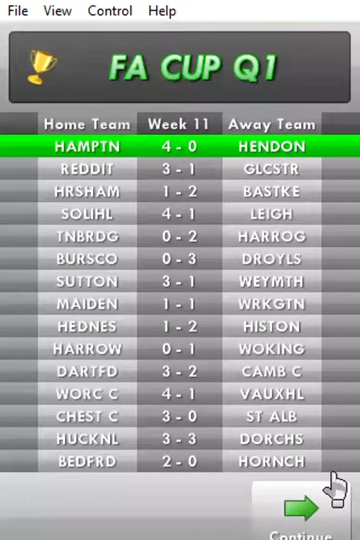 File View Control Help
FA CUP Q1
Home Team Week 11 Away Team
HAMPTN 4 - 0 HENDON
REDDIT 3 - 1 GLCSTR
HRSHAM 1 - 2 BASTKE
SOLIHL 4 - 1 LEIGH
TNBRDG 0 - 2 HARROG
BURSCO 0 - 3 DROYLS
SUTTON 3 - 1 WEYMTH
MAIDEN 1 - 1 WRKGTN
HEDNES 1 - 2 HISTON
HARROW 0 - 1 WOKING
DARTFD 3 - 2 CAMB C
WORC C 4 - 1 VAUXHL
CHEST C 3 - 0 ST ALB
HUCKNL 3 - 3 DORCHS
BEDFRD 2 - 0 HORNCH
Continue